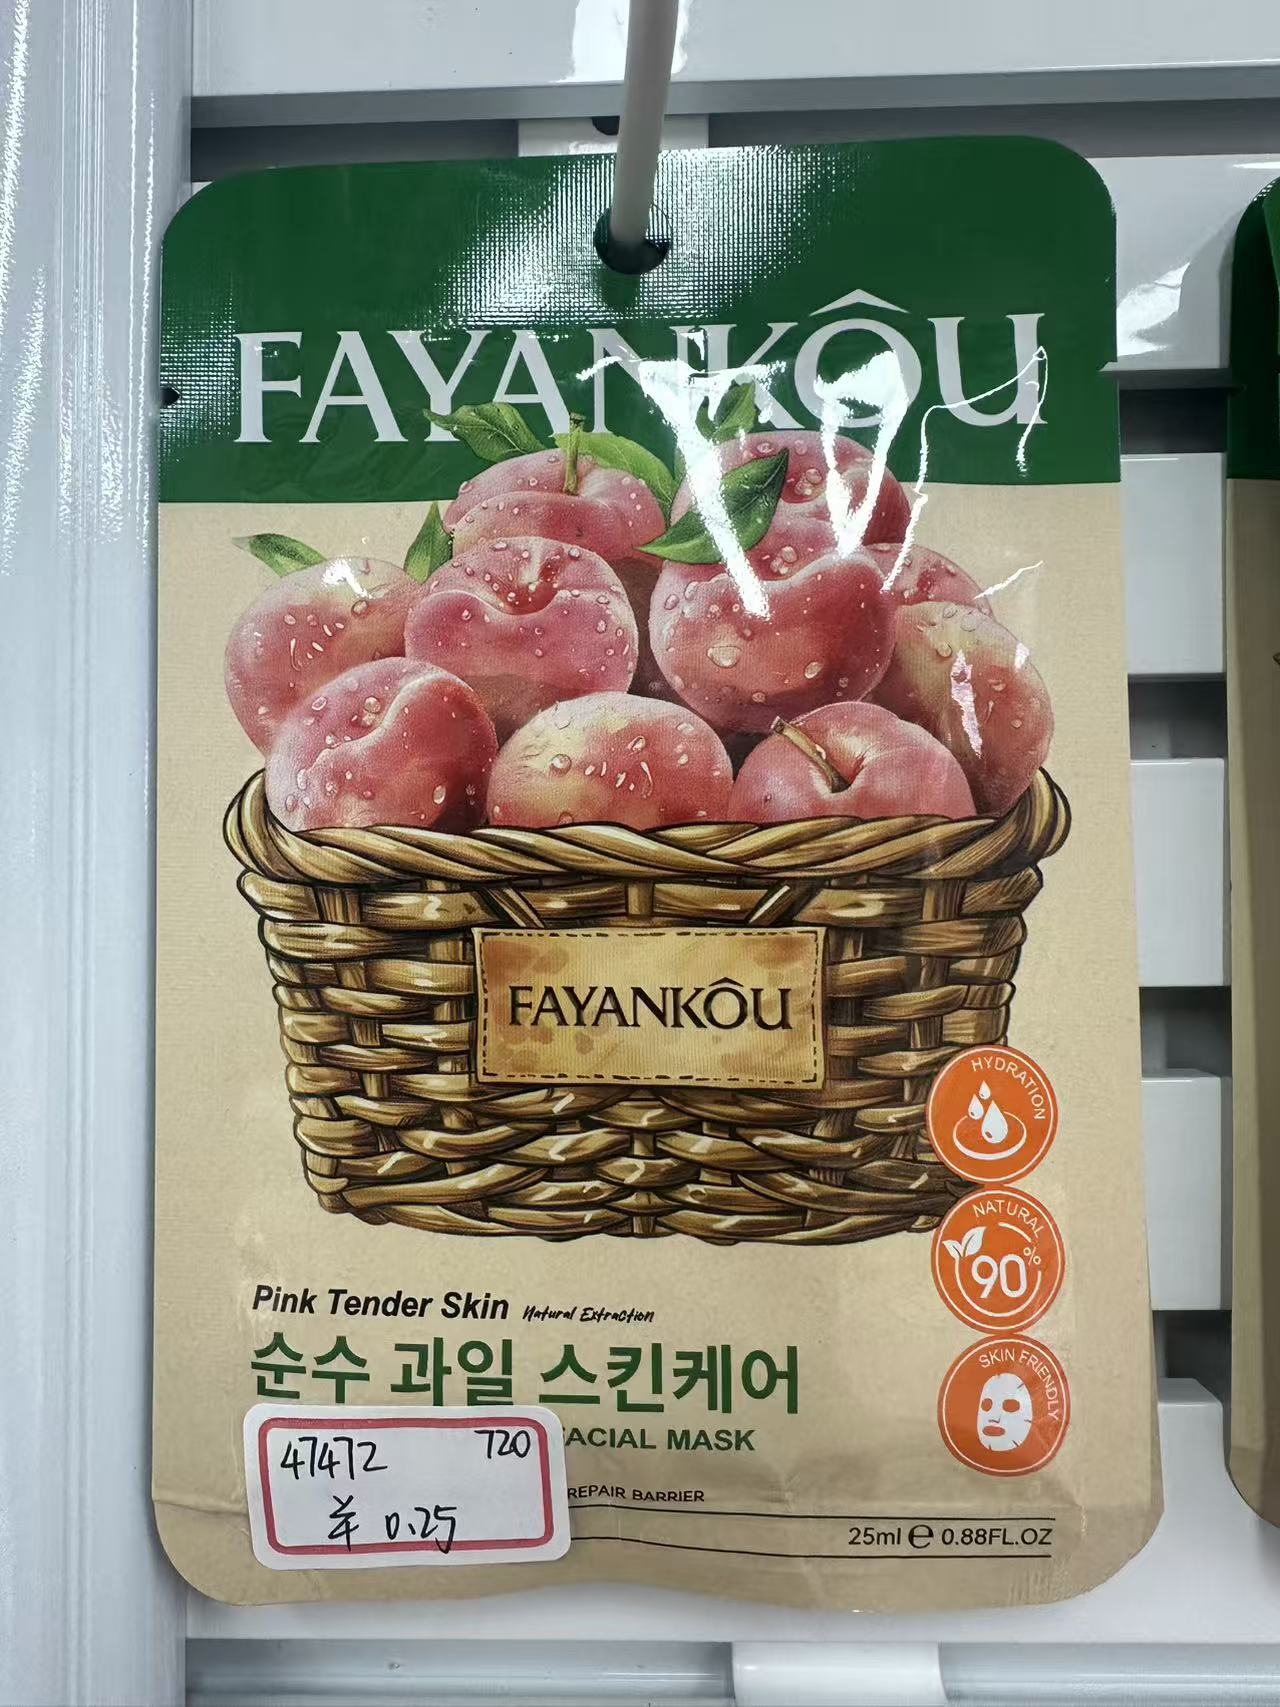 FAYANKÔU
FAYANKÔU
HYDRATION
NATURAL
90%
SKIN FRIENDLY
Pink Tender Skin Natural Extraction
순수 과일 스킨케어
FACIAL MASK
REPAIR BARRIER
47472 720
¥ 0.25
25ml ℮ 0.88FL.OZ